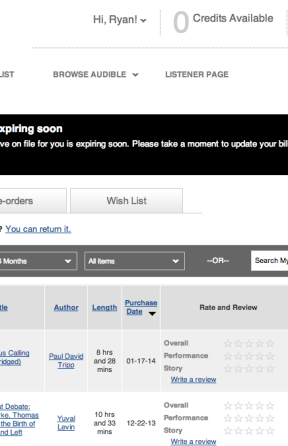 Hi, Ryan!
0 Credits Available
IST BROWSE AUDIBLE LISTENER PAGE
xpiring soon
ve on file for you is expiring soon. Please take a moment to update your bil
e-orders Wish List
? You can return it.
Months All Items --OR-- Search My
tle Author Length Purchase Date Rate and Review
us Calling
ridged)
Paul David
Tripp
8 hrs
and 28
mins
01-17-14
Overall
Performance
Story
Write a review
t Debate:
ke, Thomas
the Birth of
nd Left
Yuval
Levin
10 hrs
and 33
mins
12-22-13
Overall
Performance
Story
Write a review